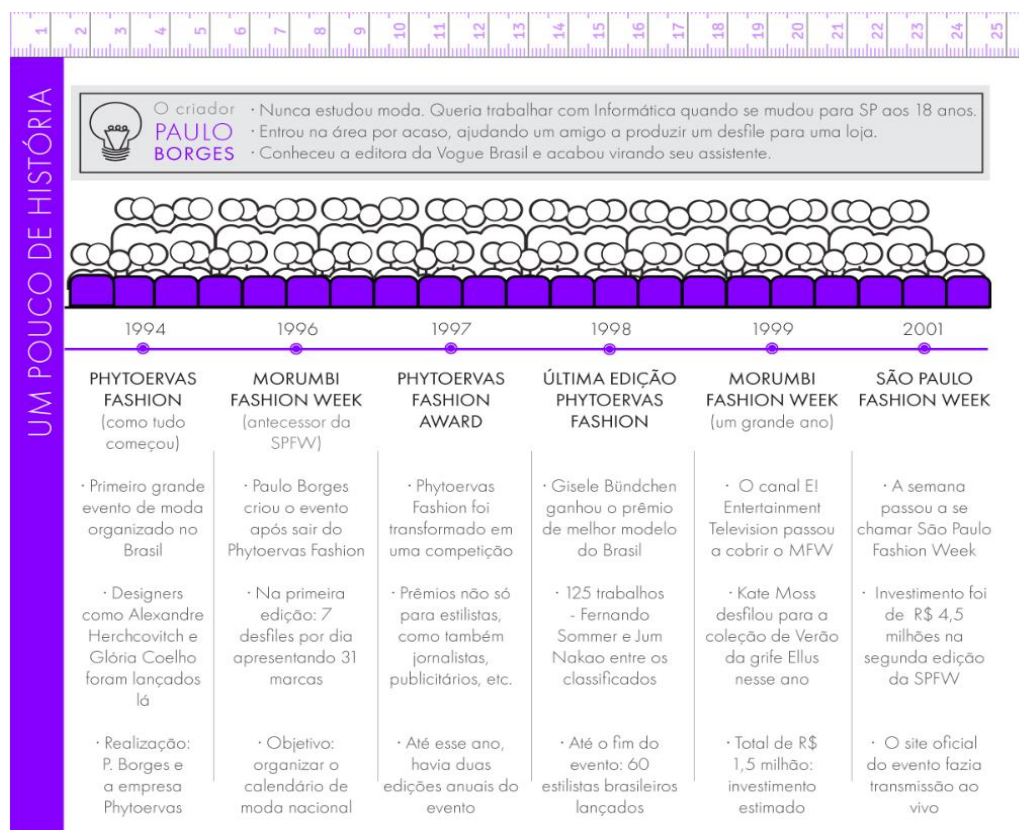 1 2 3 4 5 6 7 8 9 10 11 12 13 14 15 16 17 18 19 20 21 22 23 24 25
UM POUCO DE HISTÓRIA
O criador
PAULO
BORGES
· Nunca estudou moda. Queria trabalhar com Informática quando se mudou para SP aos 18 anos.
· Entrou na área por acaso, ajudando um amigo a produzir um desfile para uma loja.
· Conheceu a editora da Vogue Brasil e acabou virando seu assistente.
1994
PHYTOERVAS
FASHION
(como tudo
começou)
· Primeiro grande
evento de moda
organizado no
Brasil
· Designers
como Alexandre
Herchcovitch e
Glória Coelho
foram lançados
lá
· Realização:
P. Borges e
a empresa
Phytoervas
1996
MORUMBI
FASHION WEEK
(antecessor da
SPFW)
· Paulo Borges
criou o evento
após sair do
Phytoervas Fashion
· Na primeira
edição: 7
desfiles por dia
apresentando 31
marcas
· Objetivo:
organizar o
calendário de
moda nacional
1997
PHYTOERVAS
FASHION
AWARD
· Phytoervas
Fashion foi
transformado em
uma competição
· Prêmios não só
para estilistas,
como também
jornalistas,
publicitários, etc.
· Até esse ano,
havia duas
edições anuais do
evento
1998
ÚLTIMA EDIÇÃO
PHYTOERVAS
FASHION
· Gisele Bündchen
ganhou o prêmio
de melhor modelo
do Brasil
· 125 trabalhos
- Fernando
Sommer e Jum
Nakao entre os
classificados
· Até o fim do
evento: 60
estilistas brasileiros
lançados
1999
MORUMBI
FASHION WEEK
(um grande ano)
· O canal E!
Entertainment
Television passou
a cobrir o MFW
· Kate Moss
desfilou para a
coleção de Verão
da grife Ellus
nesse ano
· Total de R$
1,5 milhão:
investimento
estimado
2001
SÃO PAULO
FASHION WEEK
· A semana
passou a se
chamar São Paulo
Fashion Week
· Investimento foi
de R$ 4,5
milhões na
segunda edição
da SPFW
· O site oficial
do evento fazia
transmissão ao
vivo